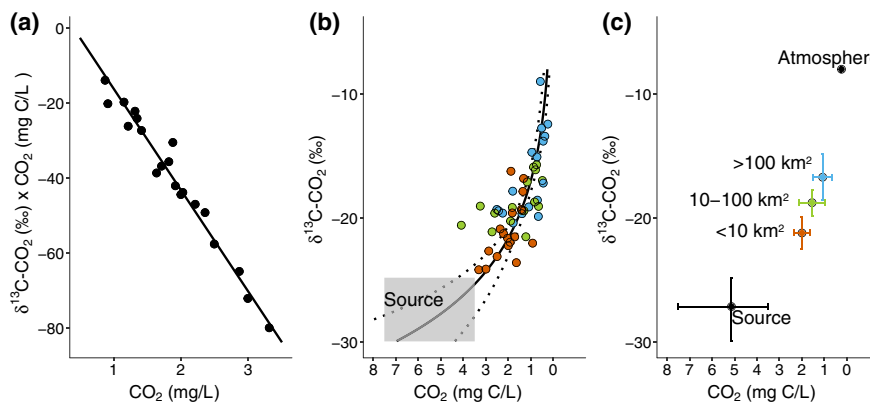 (a)
0
−20
−40
−60
−80
δ¹³C-CO₂ (‰) x CO₂ (mg C/L )
1 2 3
CO₂ (mg/L)
(b)
−10
−20
−30
δ¹³C-CO₂ (‰)
Source
8 7 6 5 4 3 2 1 0
CO₂ (mg C/L)
(c)
Atmospher
−10
>100 km²
10−100 km²
<10 km²
−20
Source
−30
δ¹³C-CO₂ (‰)
8 7 6 5 4 3 2 1 0
CO₂ (mg C/L)